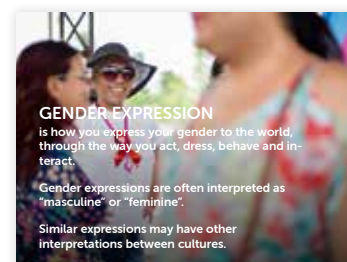 GENDER EXPRESSION
is how you express your gender to the world,
through the way you act, dress, behave and in-
teract.
Gender expressions are often interpreted as
“masculine” or “feminine”.
Similar expressions may have other
interpretations between cultures.